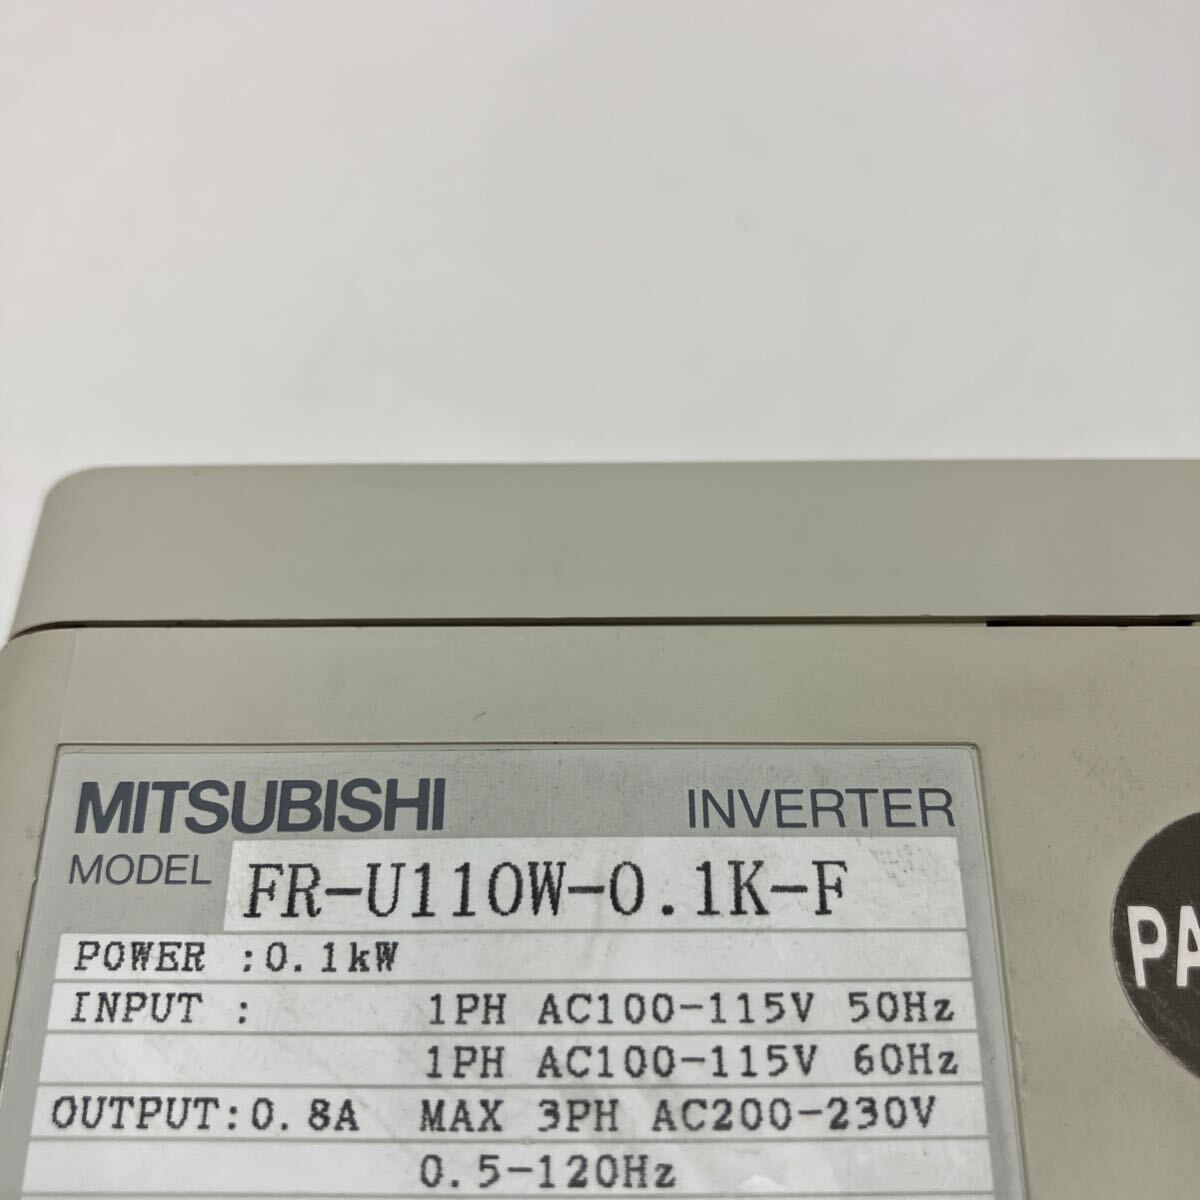 MITSUBISHI INVERTER
MODEL FR-U110W-0.1K-F
POWER :0.1kW
INPUT : 1PH AC100-115V 50Hz
1PH AC100-115V 60Hz
OUTPUT:0.8A MAX 3PH AC200-230V
0.5-120Hz